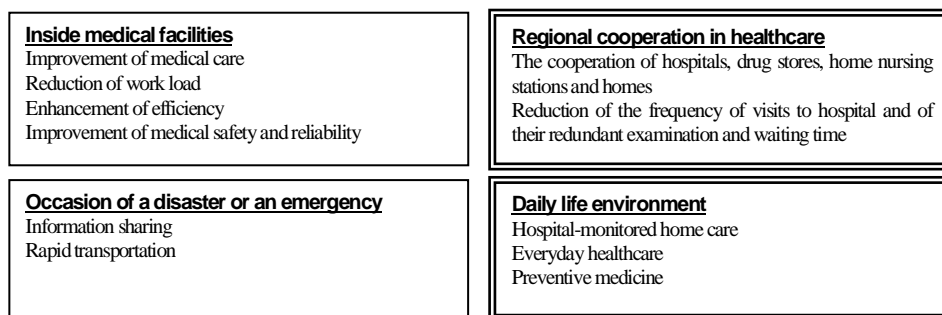 Inside medical facilities
Improvement of medical care
Reduction of work load
Enhancement of efficiency
Improvement of medical safety and reliability
Regional cooperation in healthcare
The cooperation of hospitals, drug stores, home nursing
stations and homes
Reduction of the frequency of visits to hospital and of
their redundant examination and waiting time
Occasion of a disaster or an emergency
Information sharing
Rapid transportation
Daily life environment
Hospital-monitored home care
Everyday healthcare
Preventive medicine